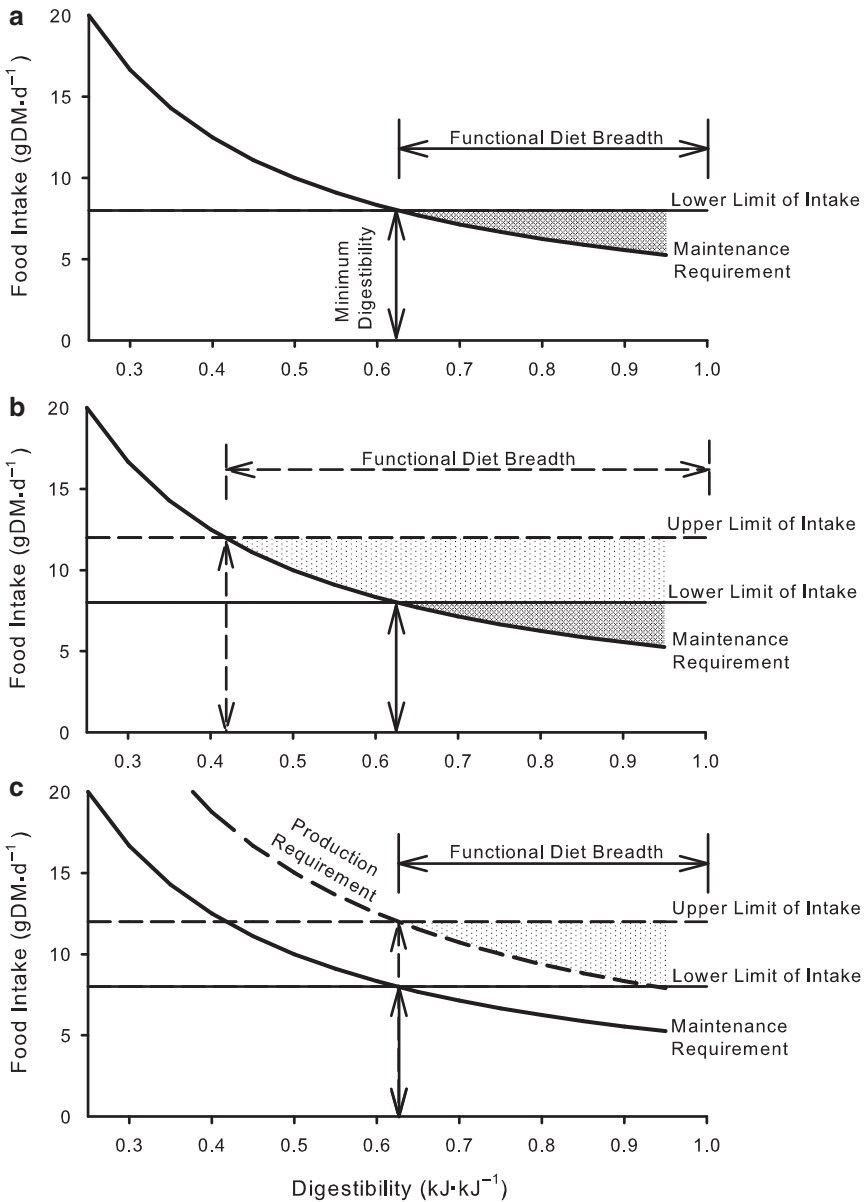 a
20
15
10
5
0
Food Intake (gDM·d⁻¹)
Functional Diet Breadth
Lower Limit of Intake
Maintenance
Requirement
Minimum
Digestibility
0.3 0.4 0.5 0.6 0.7 0.8 0.9 1.0
b
20
15
10
5
0
Food Intake (gDM·d⁻¹)
Functional Diet Breadth
Upper Limit of Intake
Lower Limit of Intake
Maintenance
Requirement
0.3 0.4 0.5 0.6 0.7 0.8 0.9 1.0
c
20
15
10
5
0
Food Intake (gDM·d⁻¹)
Production
Requirement
Functional Diet Breadth
Upper Limit of Intake
Lower Limit of Intake
Maintenance
Requirement
0.3 0.4 0.5 0.6 0.7 0.8 0.9 1.0
Digestibility (kJ·kJ⁻¹)